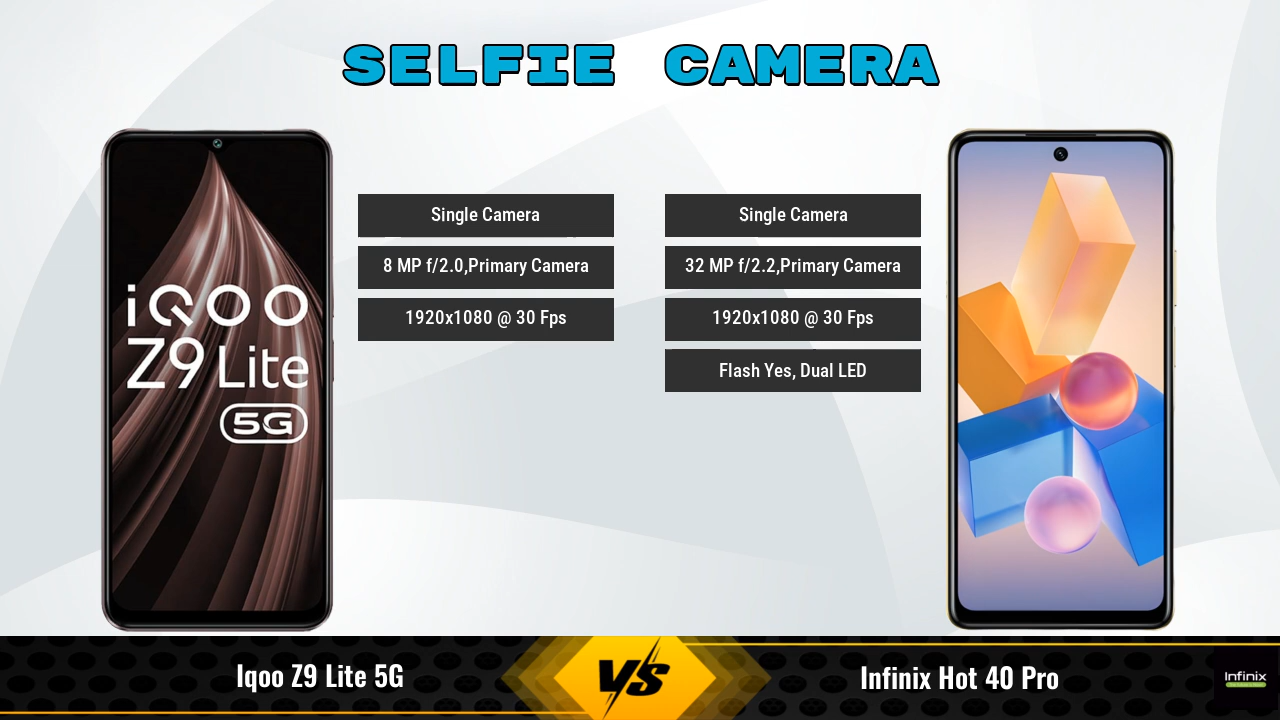 SELFIE CAMERA
iQOO
Z9 Lite
5G
Single Camera
8 MP f/2.0,Primary Camera
1920x1080 @ 30 Fps
Single Camera
32 MP f/2.2,Primary Camera
1920x1080 @ 30 Fps
Flash Yes, Dual LED
Iqoo Z9 Lite 5G
VS
Infinix Hot 40 Pro
Infinix